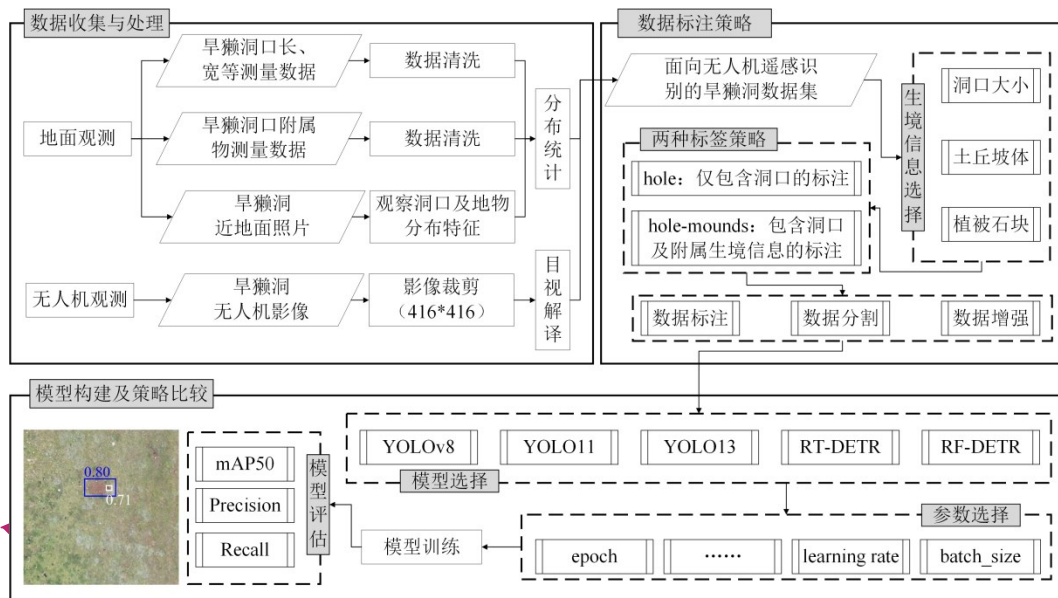 数据收集与处理
地面观测
旱獭洞口长、
宽等测量数据
数据清洗
旱獭洞口附属
物测量数据
数据清洗
旱獭洞
近地面照片
观察洞口及地物
分布特征
分布统计
无人机观测
旱獭洞
无人机影像
影像裁剪
（416*416）
目视解译
数据标注策略
面向无人机遥感识
别的旱獭洞数据集
生境信息选择
洞口大小
土丘坡体
植被石块
两种标签策略
hole：仅包含洞口的标注
hole-mounds：包含洞口
及附属生境信息的标注
数据标注
数据分割
数据增强
模型构建及策略比较
YOLOv8
YOLO11
YOLO13
RT-DETR
RF-DETR
模型选择
参数选择
epoch
……
learning rate
batch_size
模型训练
模型评估
mAP50
Precision
Recall
0.80
0.71